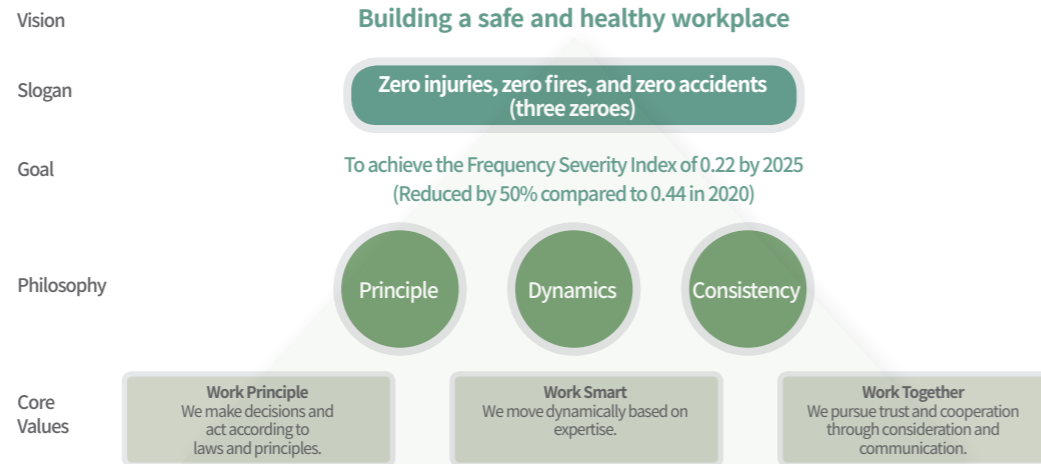 Vision
Building a safe and healthy workplace
Slogan
Zero injuries, zero fires, and zero accidents
(three zeroes)
Goal
To achieve the Frequency Severity Index of 0.22 by 2025
(Reduced by 50% compared to 0.44 in 2020)
Philosophy
Principle
Dynamics
Consistency
Core
Values
Work Principle
We make decisions and
act according to
laws and principles.
Work Smart
We move dynamically based on
expertise.
Work Together
We pursue trust and cooperation
through consideration and
communication.